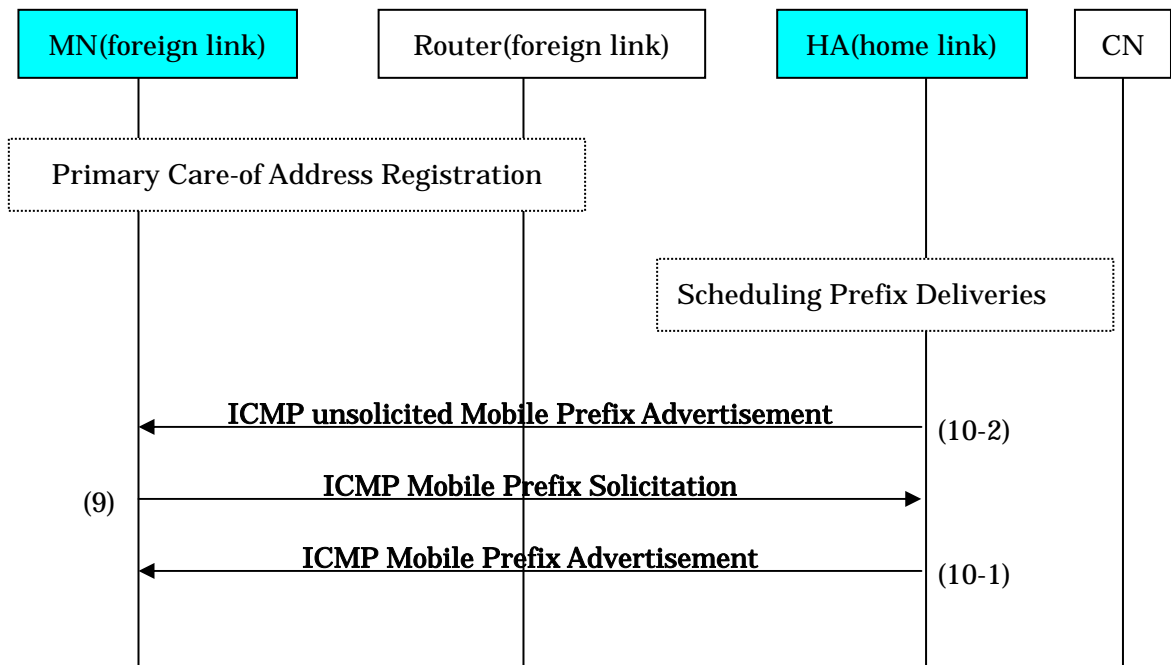 MN(foreign link)
Router(foreign link)
HA(home link)
CN
Primary Care-of Address Registration
Scheduling Prefix Deliveries
ICMP unsolicited Mobile Prefix Advertisement
(10-2)
ICMP Mobile Prefix Solicitation
(9)
ICMP Mobile Prefix Advertisement
(10-1)